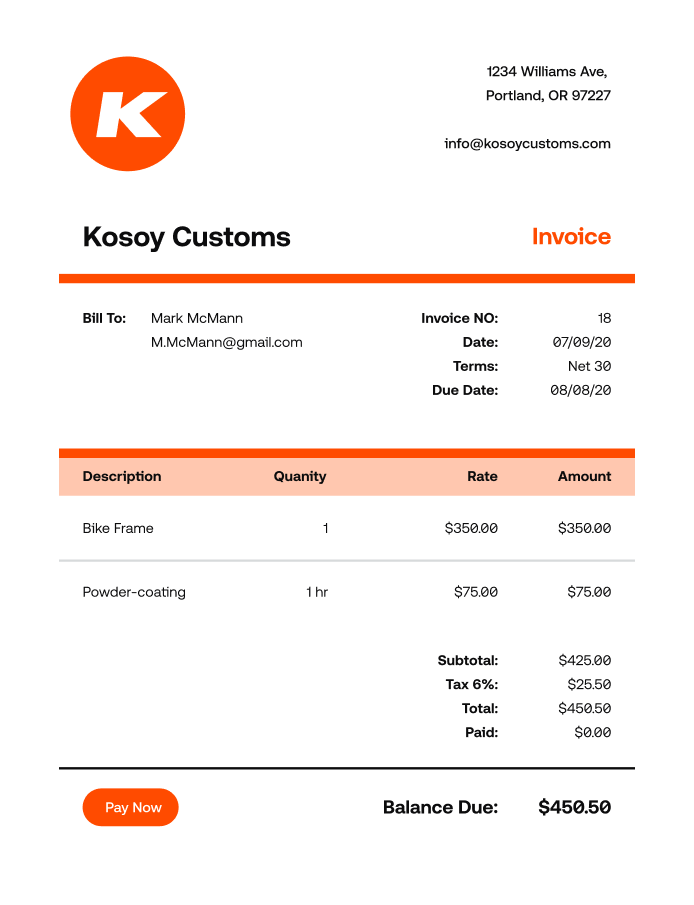 K
1234 Williams Ave,
Portland, OR 97227
info@kosoycustoms.com
Kosoy Customs Invoice
Bill To: Mark McMann Invoice NO: 18
M.McMann@gmail.com Date: 07/09/20
Terms: Net 30
Due Date: 08/08/20
Description Quanity Rate Amount
Bike Frame 1 $350.00 $350.00
Powder-coating 1 hr $75.00 $75.00
Subtotal: $425.00
Tax 6%: $25.50
Total: $450.50
Paid: $0.00
Pay Now Balance Due: $450.50